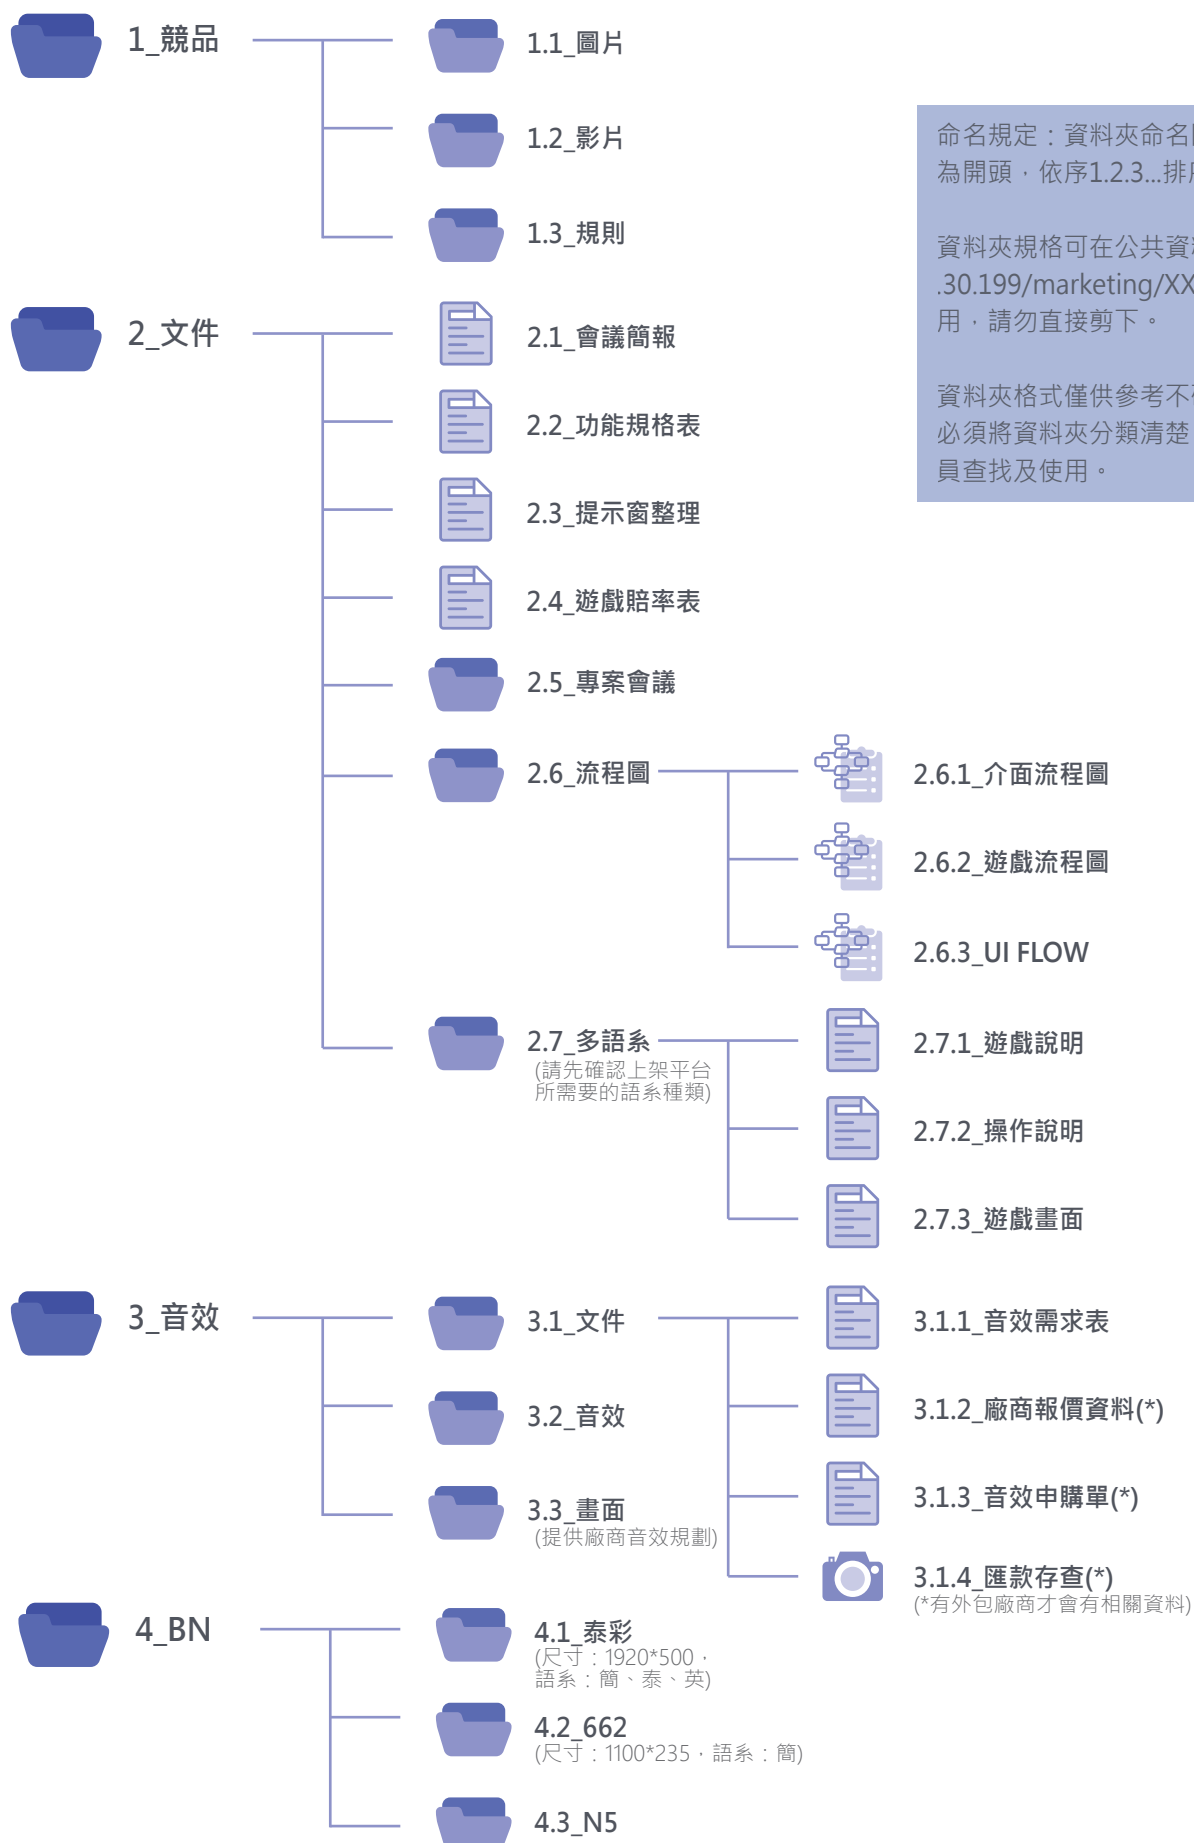 1_競品
1.1_圖片
1.2_影片
1.3_規則
命名規定：資料夾命名
為開頭，依序1.2.3...排
資料夾規格可在公共資
.30.199/marketing/XX
用，請勿直接剪下。
資料夾格式僅供參考不
必須將資料夾分類清楚
員查找及使用。
2_文件
2.1_會議簡報
2.2_功能規格表
2.3_提示窗整理
2.4_遊戲賠率表
2.5_專案會議
2.6_流程圖
2.6.1_介面流程圖
2.6.2_遊戲流程圖
2.6.3_UI FLOW
2.7_多語系
(請先確認上架平台
所需要的語系種類)
2.7.1_遊戲說明
2.7.2_操作說明
2.7.3_遊戲畫面
3_音效
3.1_文件
3.1.1_音效需求表
3.1.2_廠商報價資料(*)
3.1.3_音效申購單(*)
3.1.4_匯款存查(*)
(*有外包廠商才會有相關資料)
3.2_音效
3.3_畫面
(提供廠商音效規劃)
4_BN
4.1_泰彩
(尺寸：1920*500，
語系：簡、泰、英)
4.2_662
(尺寸：1100*235，語系：簡)
4.3_N5